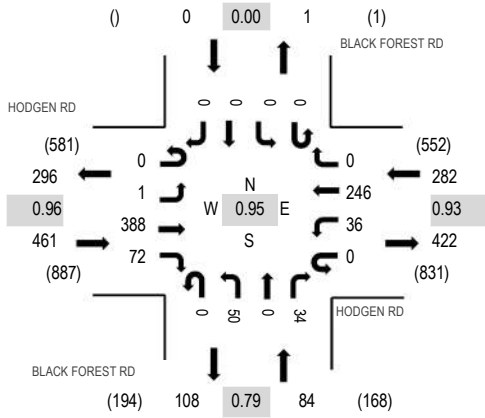 () 0 0.00 1 (1)
BLACK FOREST RD
HODGEN RD
0 0 0 0
(581) (552)
296 0 0 282
0.96 1 N 246 0.93
W 0.95 E
461 388 S 36 422
(887) 72 0 (831)
0 50 0 34
HODGEN RD
BLACK FOREST RD
(194) 108 0.79 84 (168)